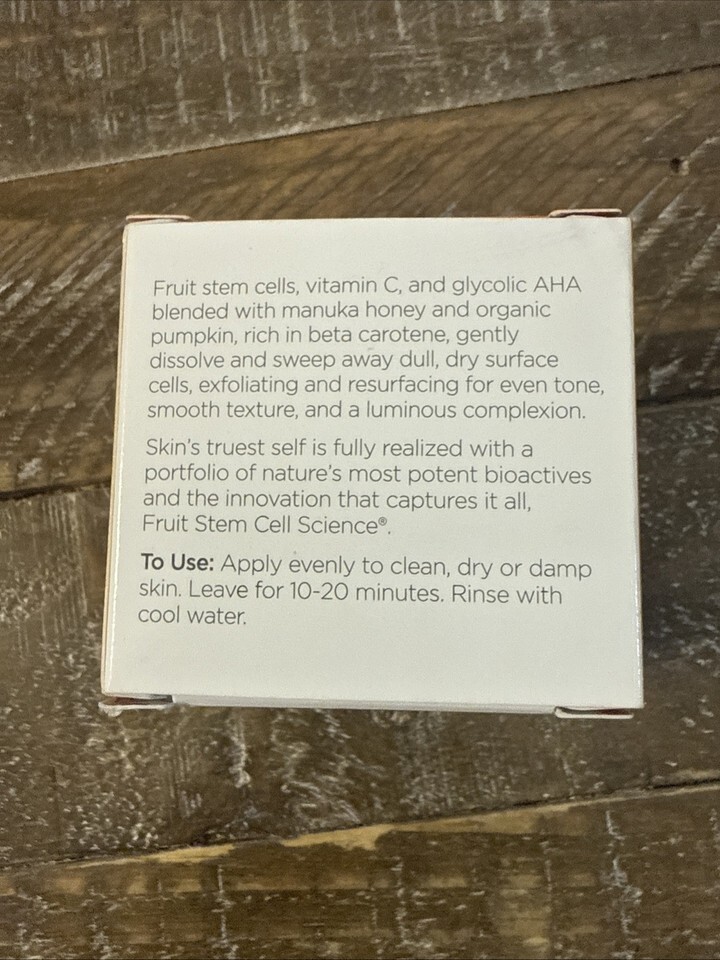 Fruit stem cells, vitamin C, and glycolic AHA
blended with manuka honey and organic
pumpkin, rich in beta carotene, gently
dissolve and sweep away dull, dry surface
cells, exfoliating and resurfacing for even tone,
smooth texture, and a luminous complexion.
Skin's truest self is fully realized with a
portfolio of nature's most potent bioactives
and the innovation that captures it all,
Fruit Stem Cell Science®.
To Use: Apply evenly to clean, dry or damp
skin. Leave for 10-20 minutes. Rinse with
cool water.